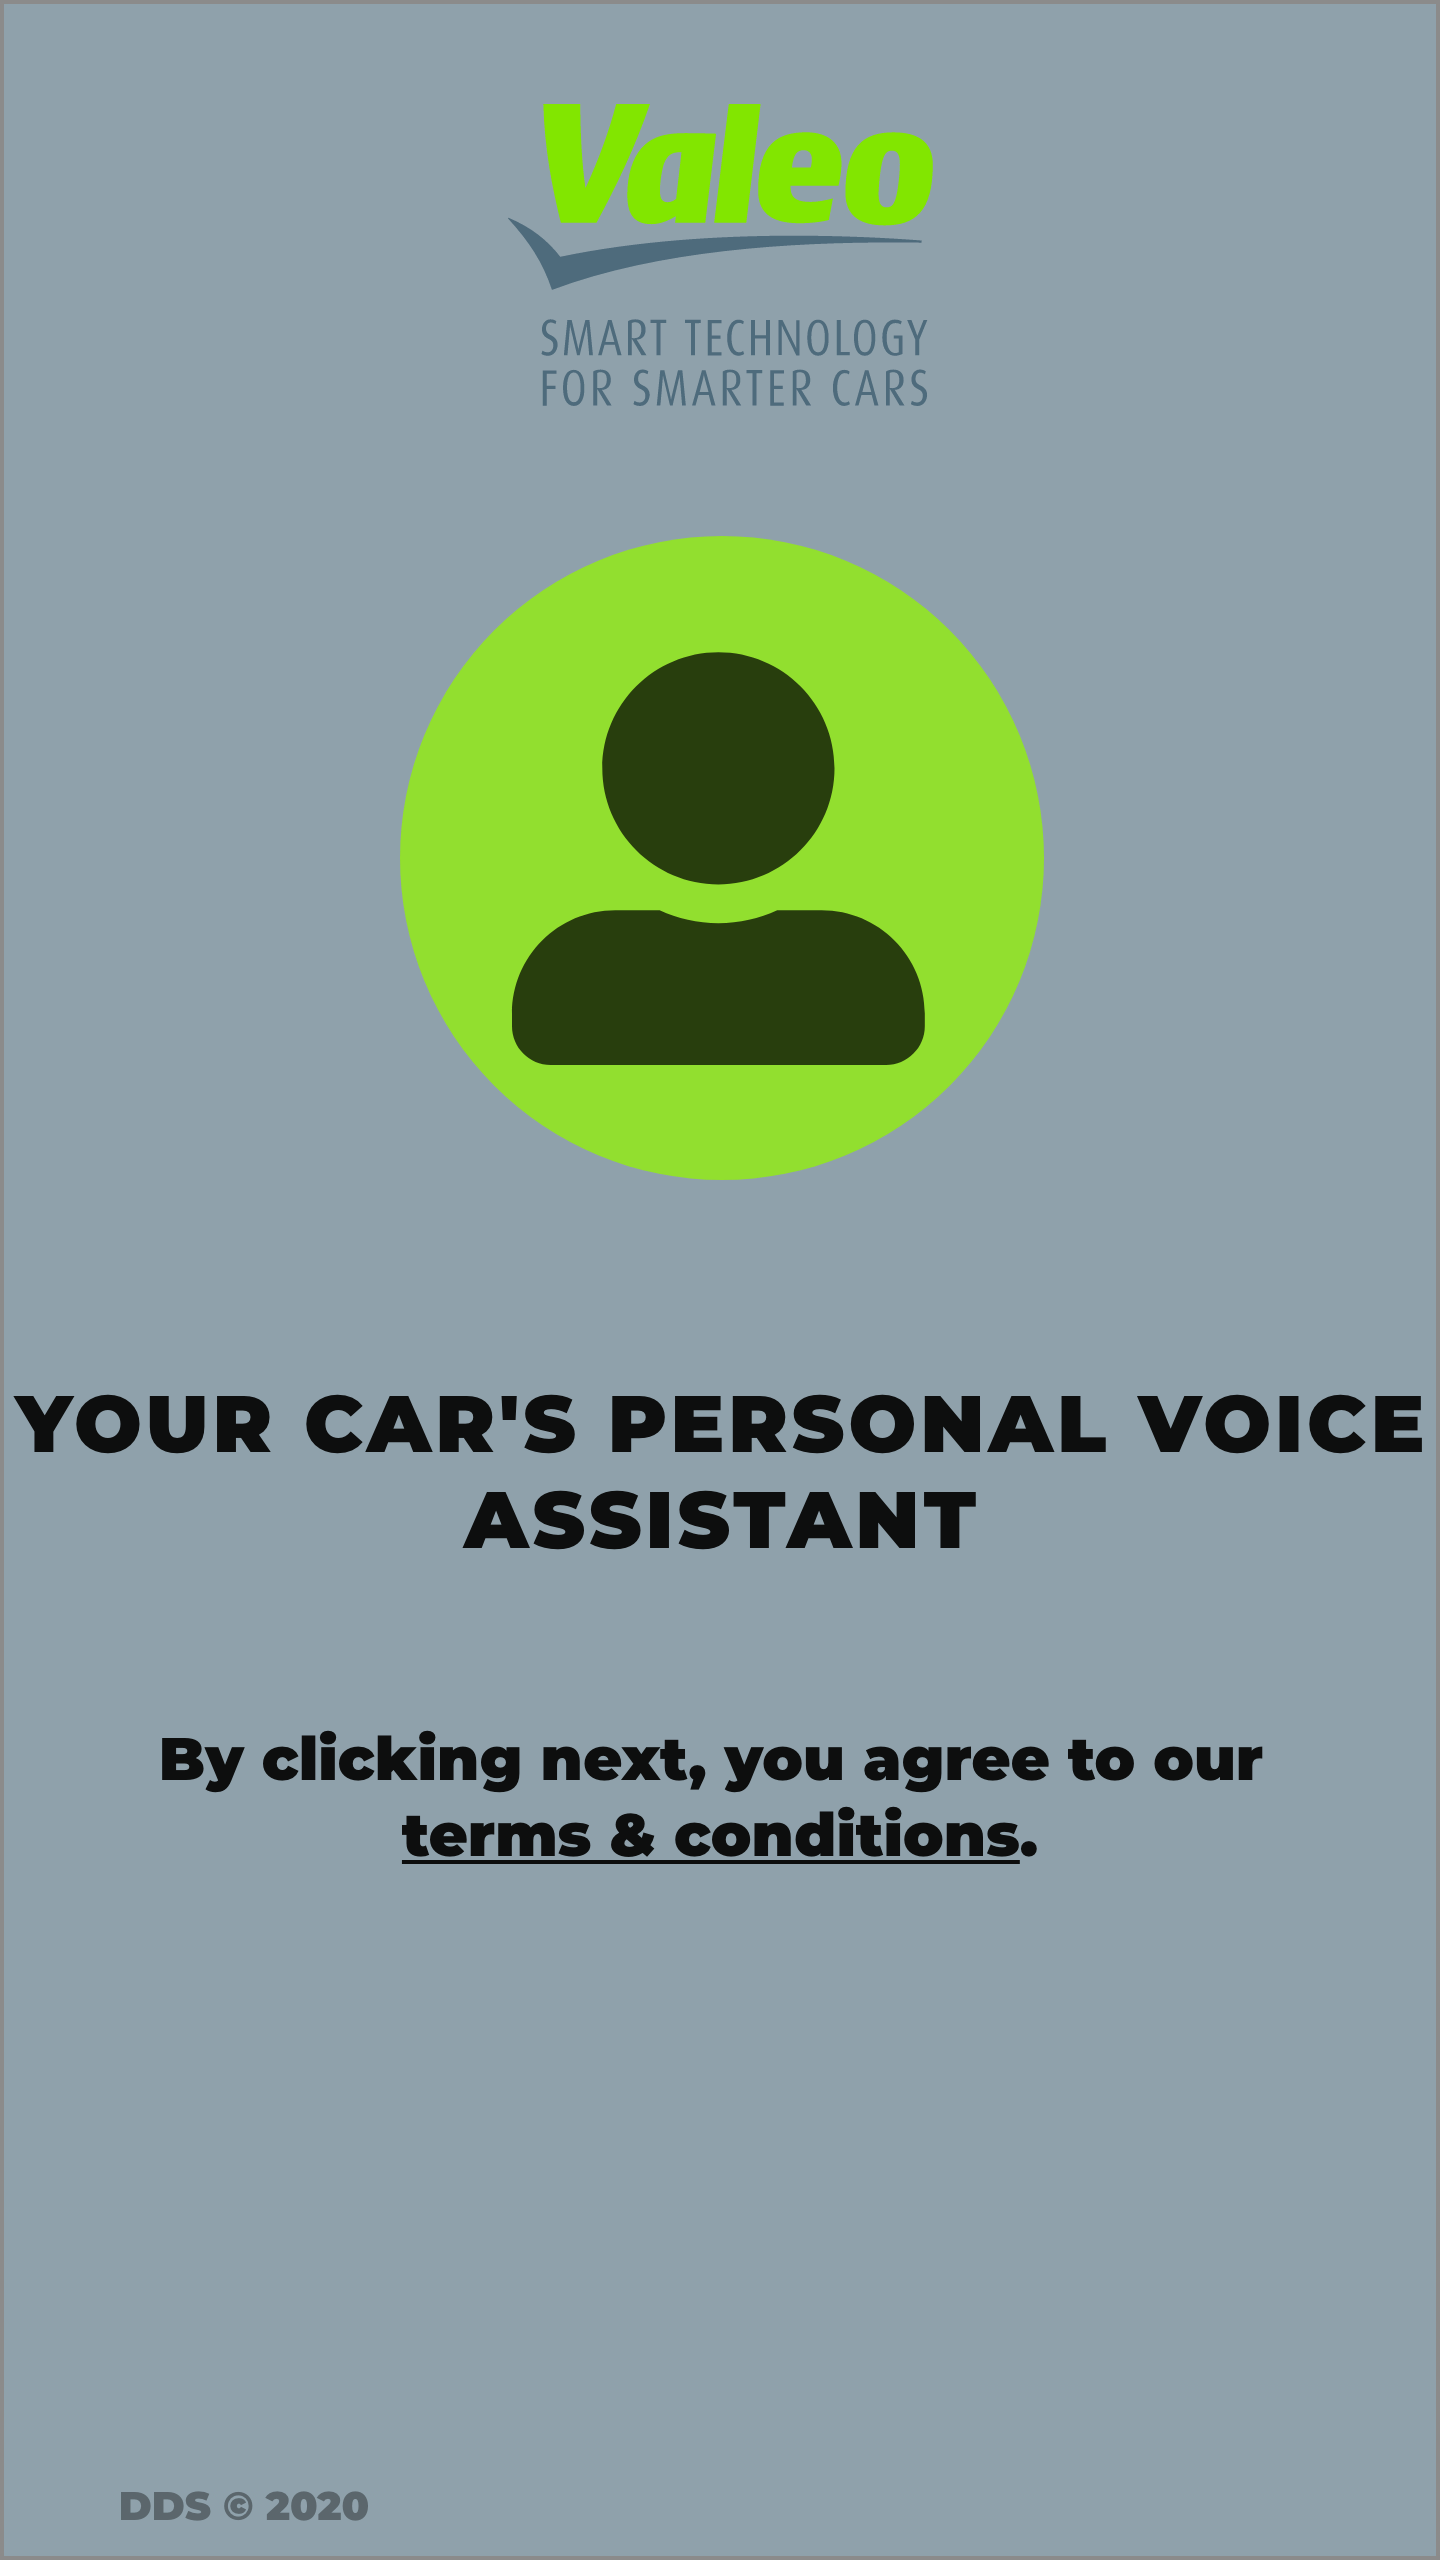 Valeo
SMART TECHNOLOGY
FOR SMARTER CARS
YOUR CAR'S PERSONAL VOICE
ASSISTANT
By clicking next, you agree to our
terms & conditions.
DDS © 2020